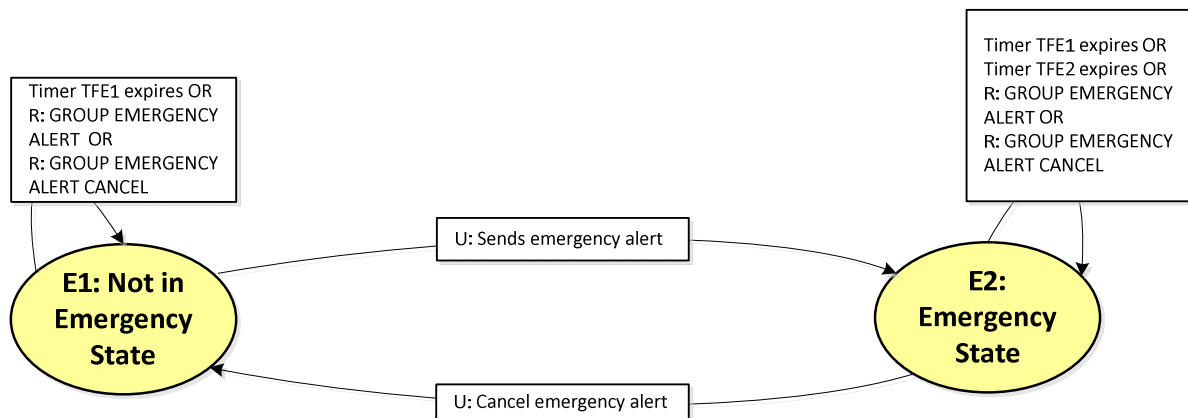 Timer TFE1 expires OR
R: GROUP EMERGENCY
ALERT OR
R: GROUP EMERGENCY
ALERT CANCEL
Timer TFE1 expires OR
Timer TFE2 expires OR
R: GROUP EMERGENCY
ALERT OR
R: GROUP EMERGENCY
ALERT CANCEL
U: Sends emergency alert
E1: Not in
Emergency
State
E2:
Emergency
State
U: Cancel emergency alert